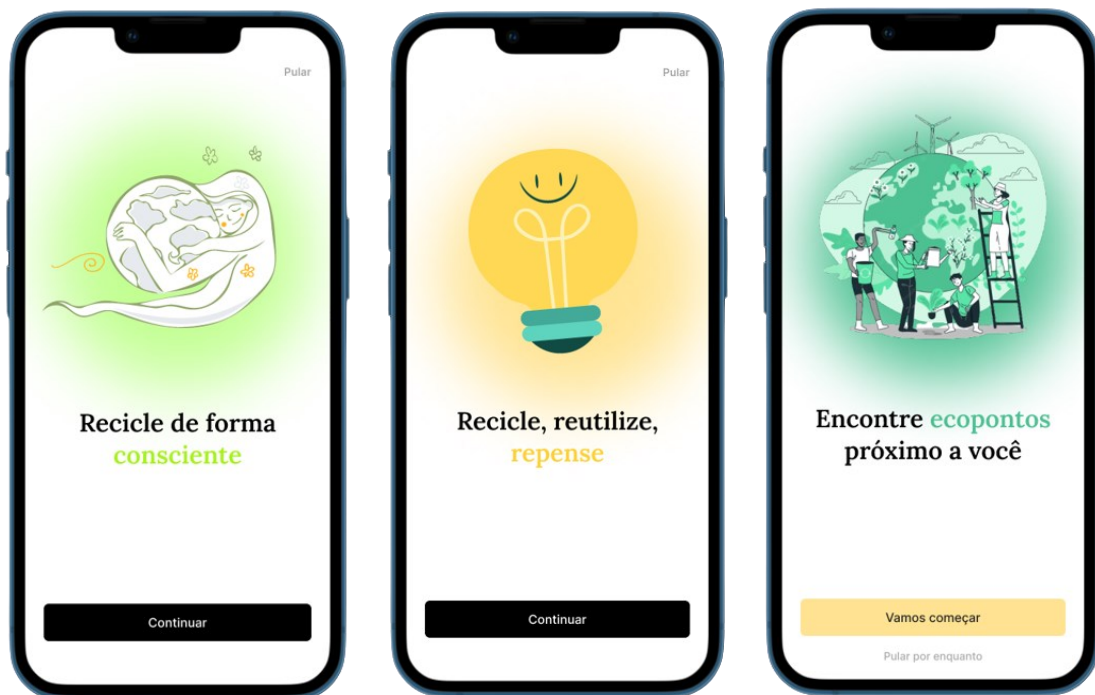 Pular
Recicle de forma
consciente
Continuar
Pular
Recicle, reutilize,
repense
Continuar
Encontre ecopontos
próximo a você
Vamos começar
Pular por enquanto